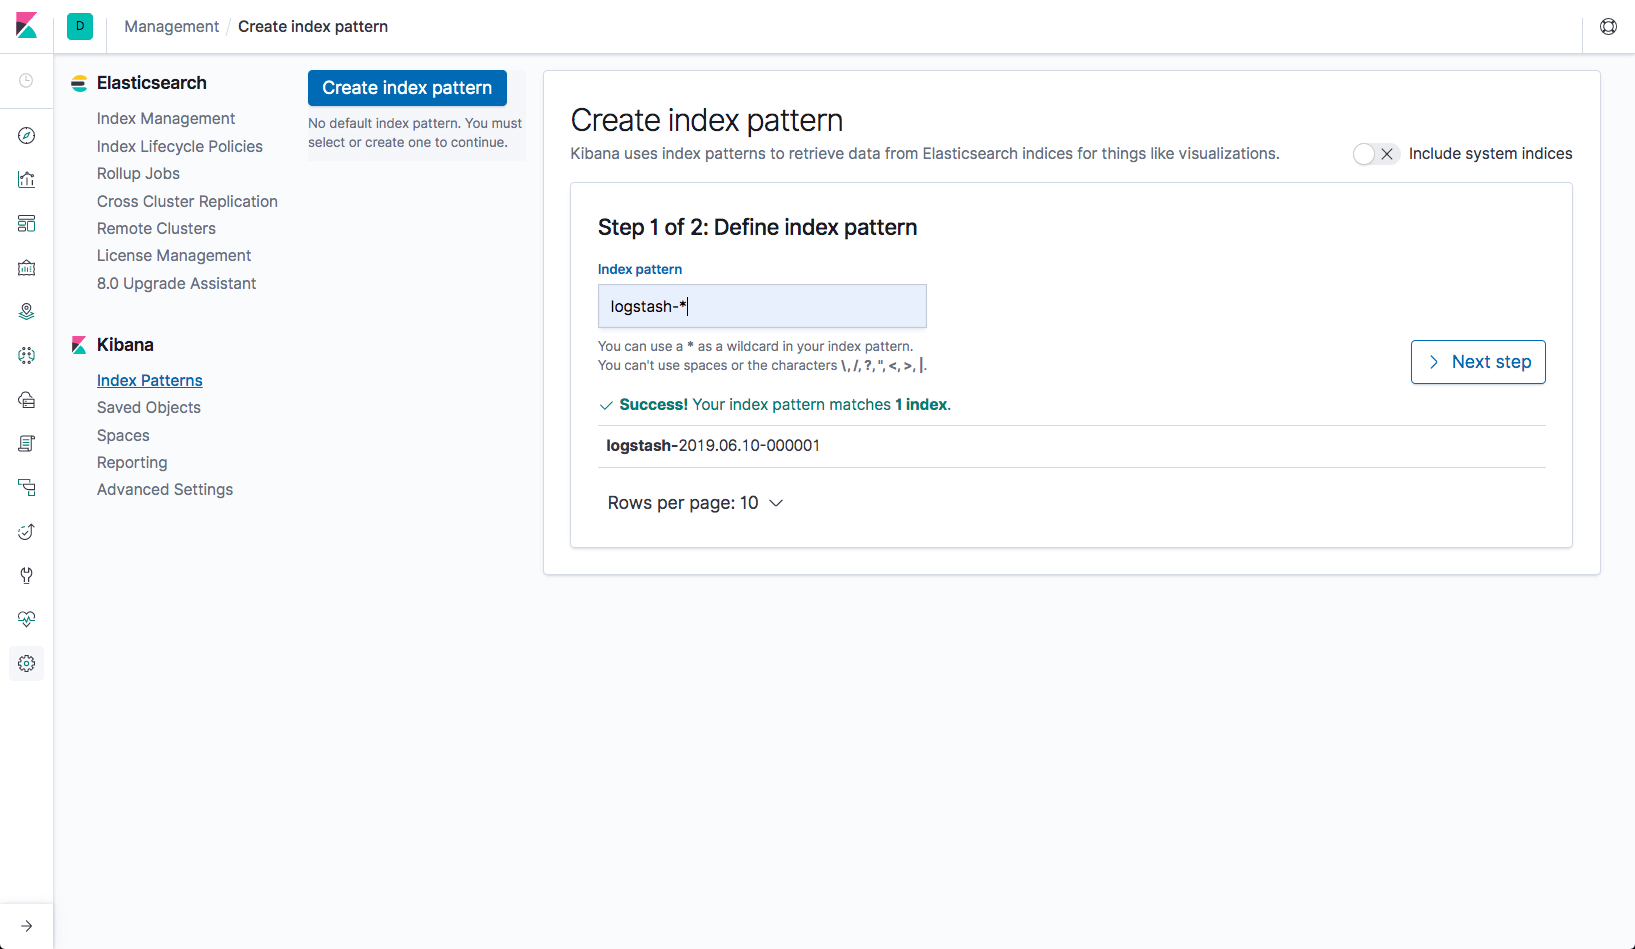 D
Management / Create index pattern
Elasticsearch
Index Management
Index Lifecycle Policies
Rollup Jobs
Cross Cluster Replication
Remote Clusters
License Management
8.0 Upgrade Assistant
Kibana
Index Patterns
Saved Objects
Spaces
Reporting
Advanced Settings
Create index pattern
No default index pattern. You must
select or create one to continue.
Create index pattern
Kibana uses index patterns to retrieve data from Elasticsearch indices for things like visualizations.
Include system indices
Step 1 of 2: Define index pattern
Index pattern
logstash-*
You can use a * as a wildcard in your index pattern.
You can't use spaces or the characters \, /, ?, ", <, >, |.
Next step
Success! Your index pattern matches 1 index.
logstash-2019.06.10-000001
Rows per page: 10